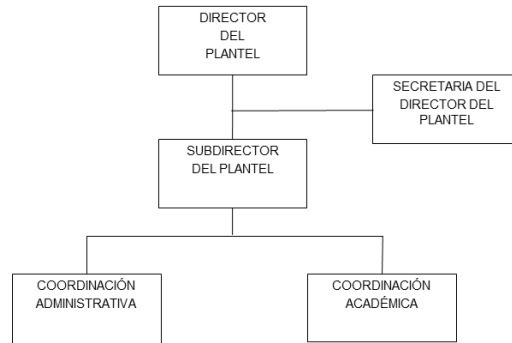 DIRECTOR
DEL
PLANTEL
SECRETARIA DEL
DIRECTOR DEL
PLANTEL
SUBDIRECTOR
DEL PLANTEL
COORDINACIÓN
ADMINISTRATIVA
COORDINACIÓN
ACADÉMICA